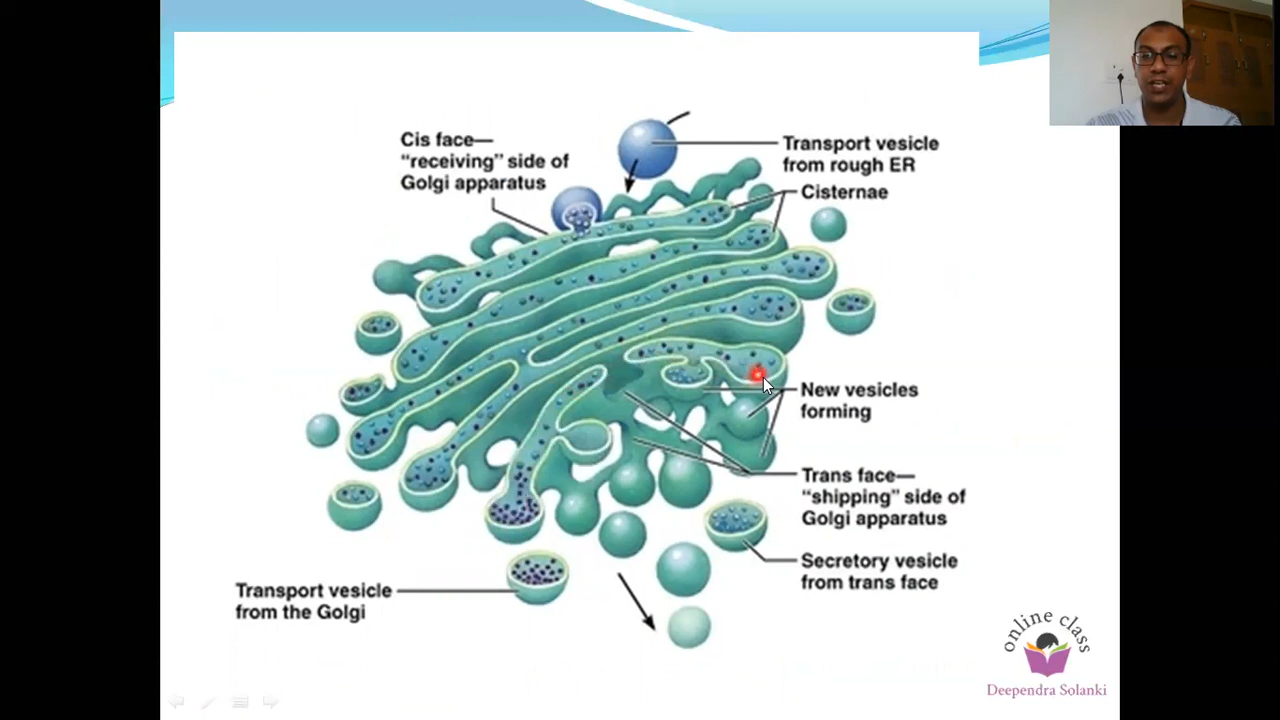 Cis face—
“receiving” side of
Golgi apparatus
Transport vesicle
from rough ER
Cisternae
New vesicles
forming
Trans face—
“shipping” side of
Golgi apparatus
Secretory vesicle
from trans face
Transport vesicle
from the Golgi
online class
Deependra Solanki